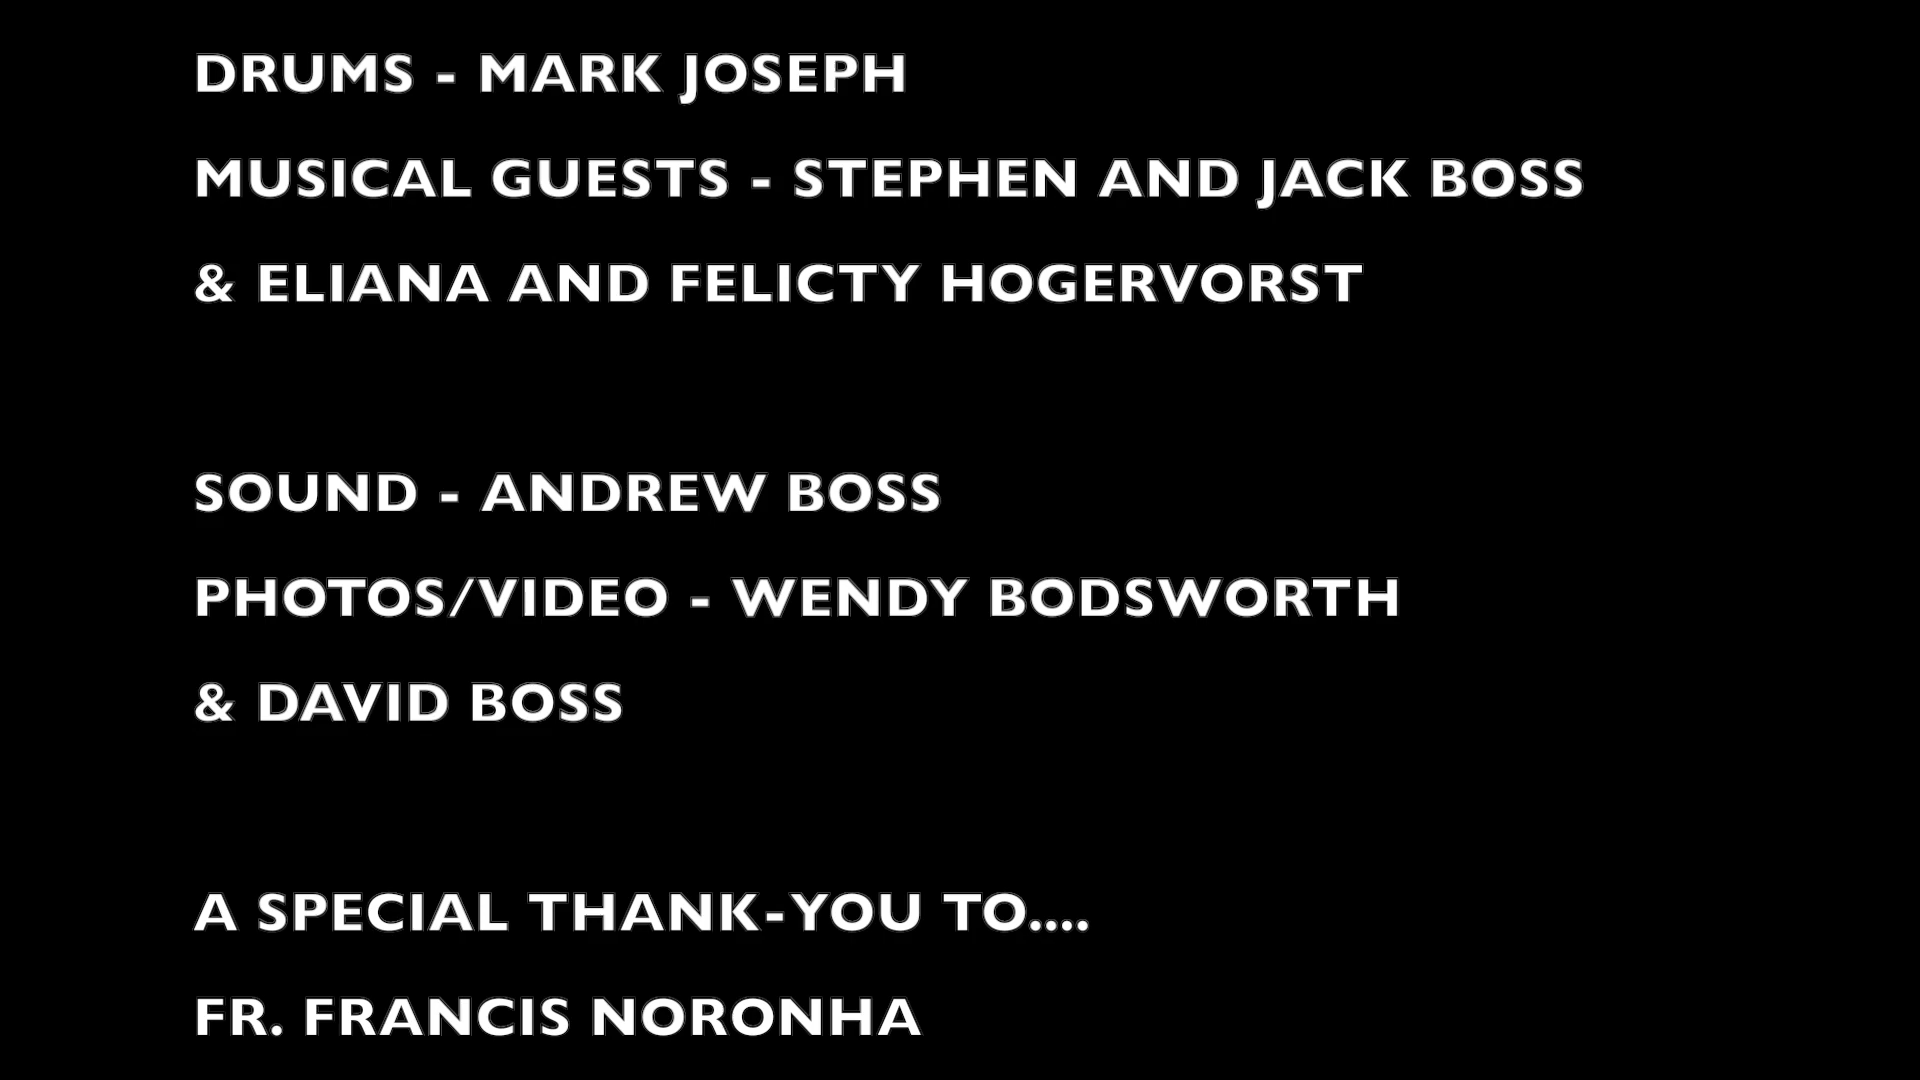 DRUMS - MARK JOSEPH
MUSICAL GUESTS - STEPHEN AND JACK BOSS
& ELIANA AND FELICTY HOGERVORST
SOUND - ANDREW BOSS
PHOTOS/VIDEO - WENDY BODSWORTH
& DAVID BOSS
A SPECIAL THANK-YOU TO....
FR. FRANCIS NORONHA